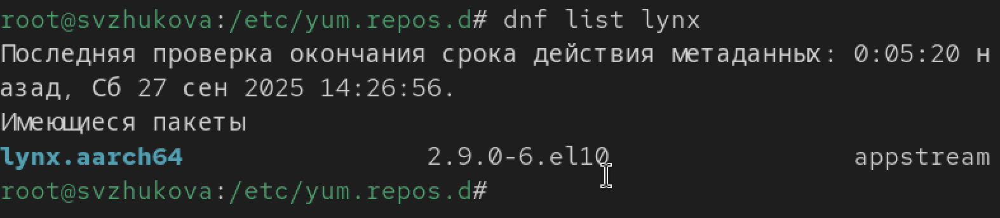 root@svzhukova:/etc/yum.repos.d# dnf list lynx
Последняя проверка окончания срока действия метаданных: 0:05:20 н
азад, Сб 27 сен 2025 14:26:56.
Имеющиеся пакеты
lynx.aarch64 2.9.0-6.el10 appstream
root@svzhukova:/etc/yum.repos.d#